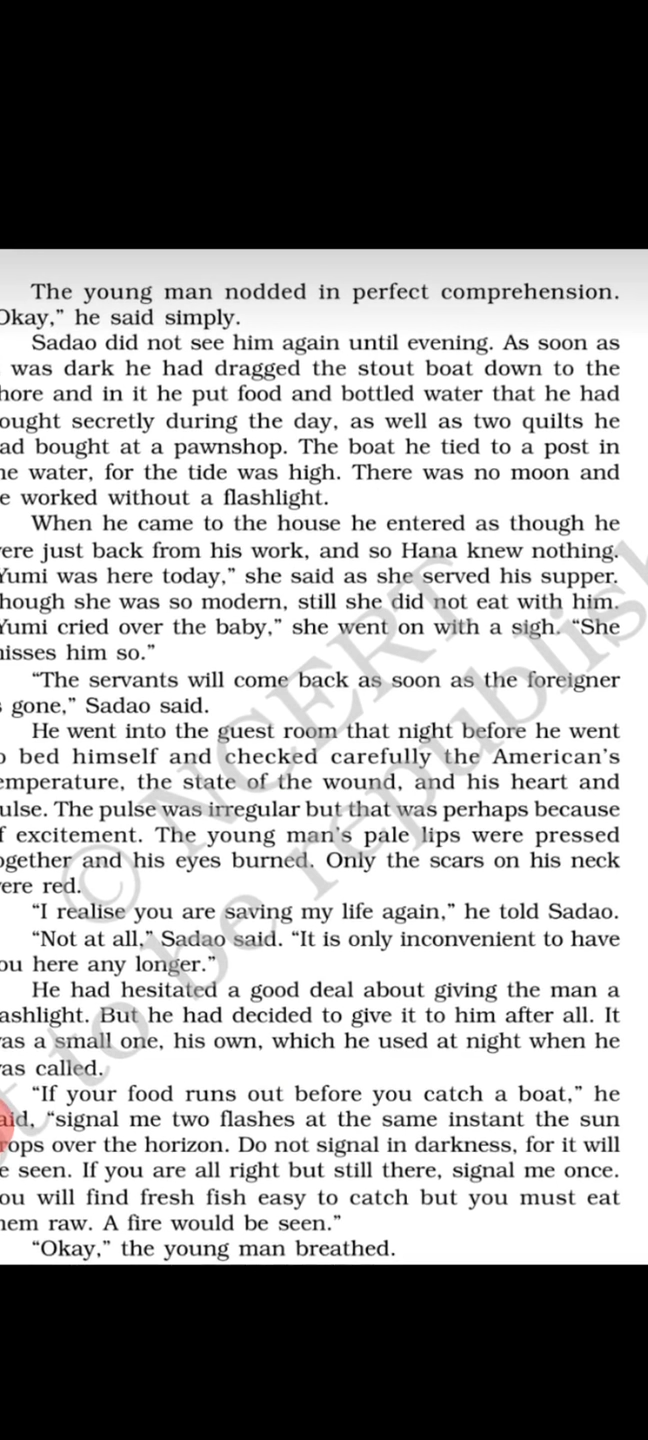 The young man nodded in perfect comprehension.
Okay,” he said simply.
Sadao did not see him again until evening. As soon as
was dark he had dragged the stout boat down to the
hore and in it he put food and bottled water that he had
ought secretly during the day, as well as two quilts he
ad bought at a pawnshop. The boat he tied to a post in
he water, for the tide was high. There was no moon and
e worked without a flashlight.
When he came to the house he entered as though he
ere just back from his work, and so Hana knew nothing.
Yumi was here today,” she said as she served his supper.
hough she was so modern, still she did not eat with him.
Yumi cried over the baby,” she went on with a sigh. “She
nisses him so.”
“The servants will come back as soon as the foreigner
s gone,” Sadao said.
He went into the guest room that night before he went
o bed himself and checked carefully the American’s
emperature, the state of the wound, and his heart and
ulse. The pulse was irregular but that was perhaps because
f excitement. The young man’s pale lips were pressed
ogether and his eyes burned. Only the scars on his neck
ere red.
“I realise you are saving my life again,” he told Sadao.
“Not at all,” Sadao said. “It is only inconvenient to have
ou here any longer.”
He had hesitated a good deal about giving the man a
ashlight. But he had decided to give it to him after all. It
as a small one, his own, which he used at night when he
as called.
“If your food runs out before you catch a boat,” he
aid, “signal me two flashes at the same instant the sun
rops over the horizon. Do not signal in darkness, for it will
e seen. If you are all right but still there, signal me once.
ou will find fresh fish easy to catch but you must eat
hem raw. A fire would be seen.”
“Okay,” the young man breathed.
© NCERT
t to be republish